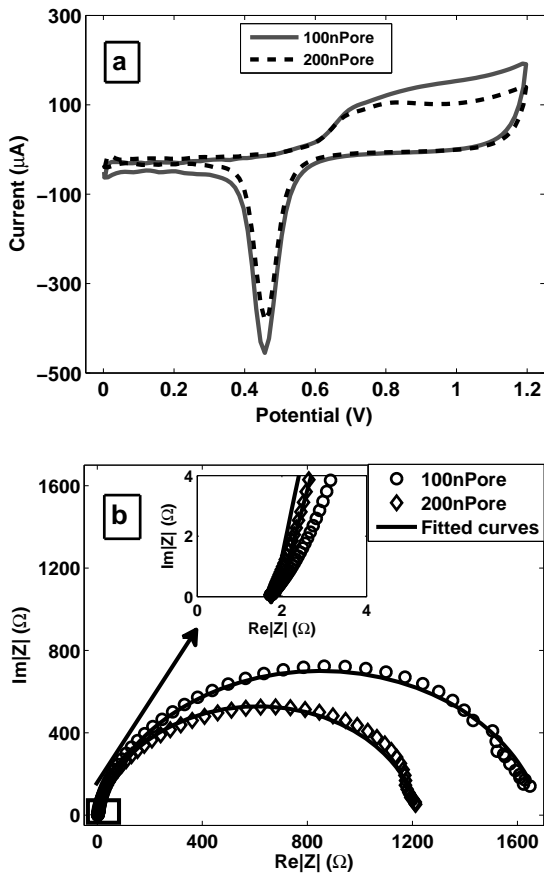 a
100nPore
200nPore
300
100
−100
−300
−500
Current (μA)
0 0.2 0.4 0.6 0.8 1 1.2
Potential (V)
b
100nPore
200nPore
Fitted curves
4
2
0
0 2 4
Im|Z| (Ω)
Re|Z| (Ω)
1600
1200
800
400
0
Im|Z| (Ω)
0 400 800 1200 1600
Re|Z| (Ω)